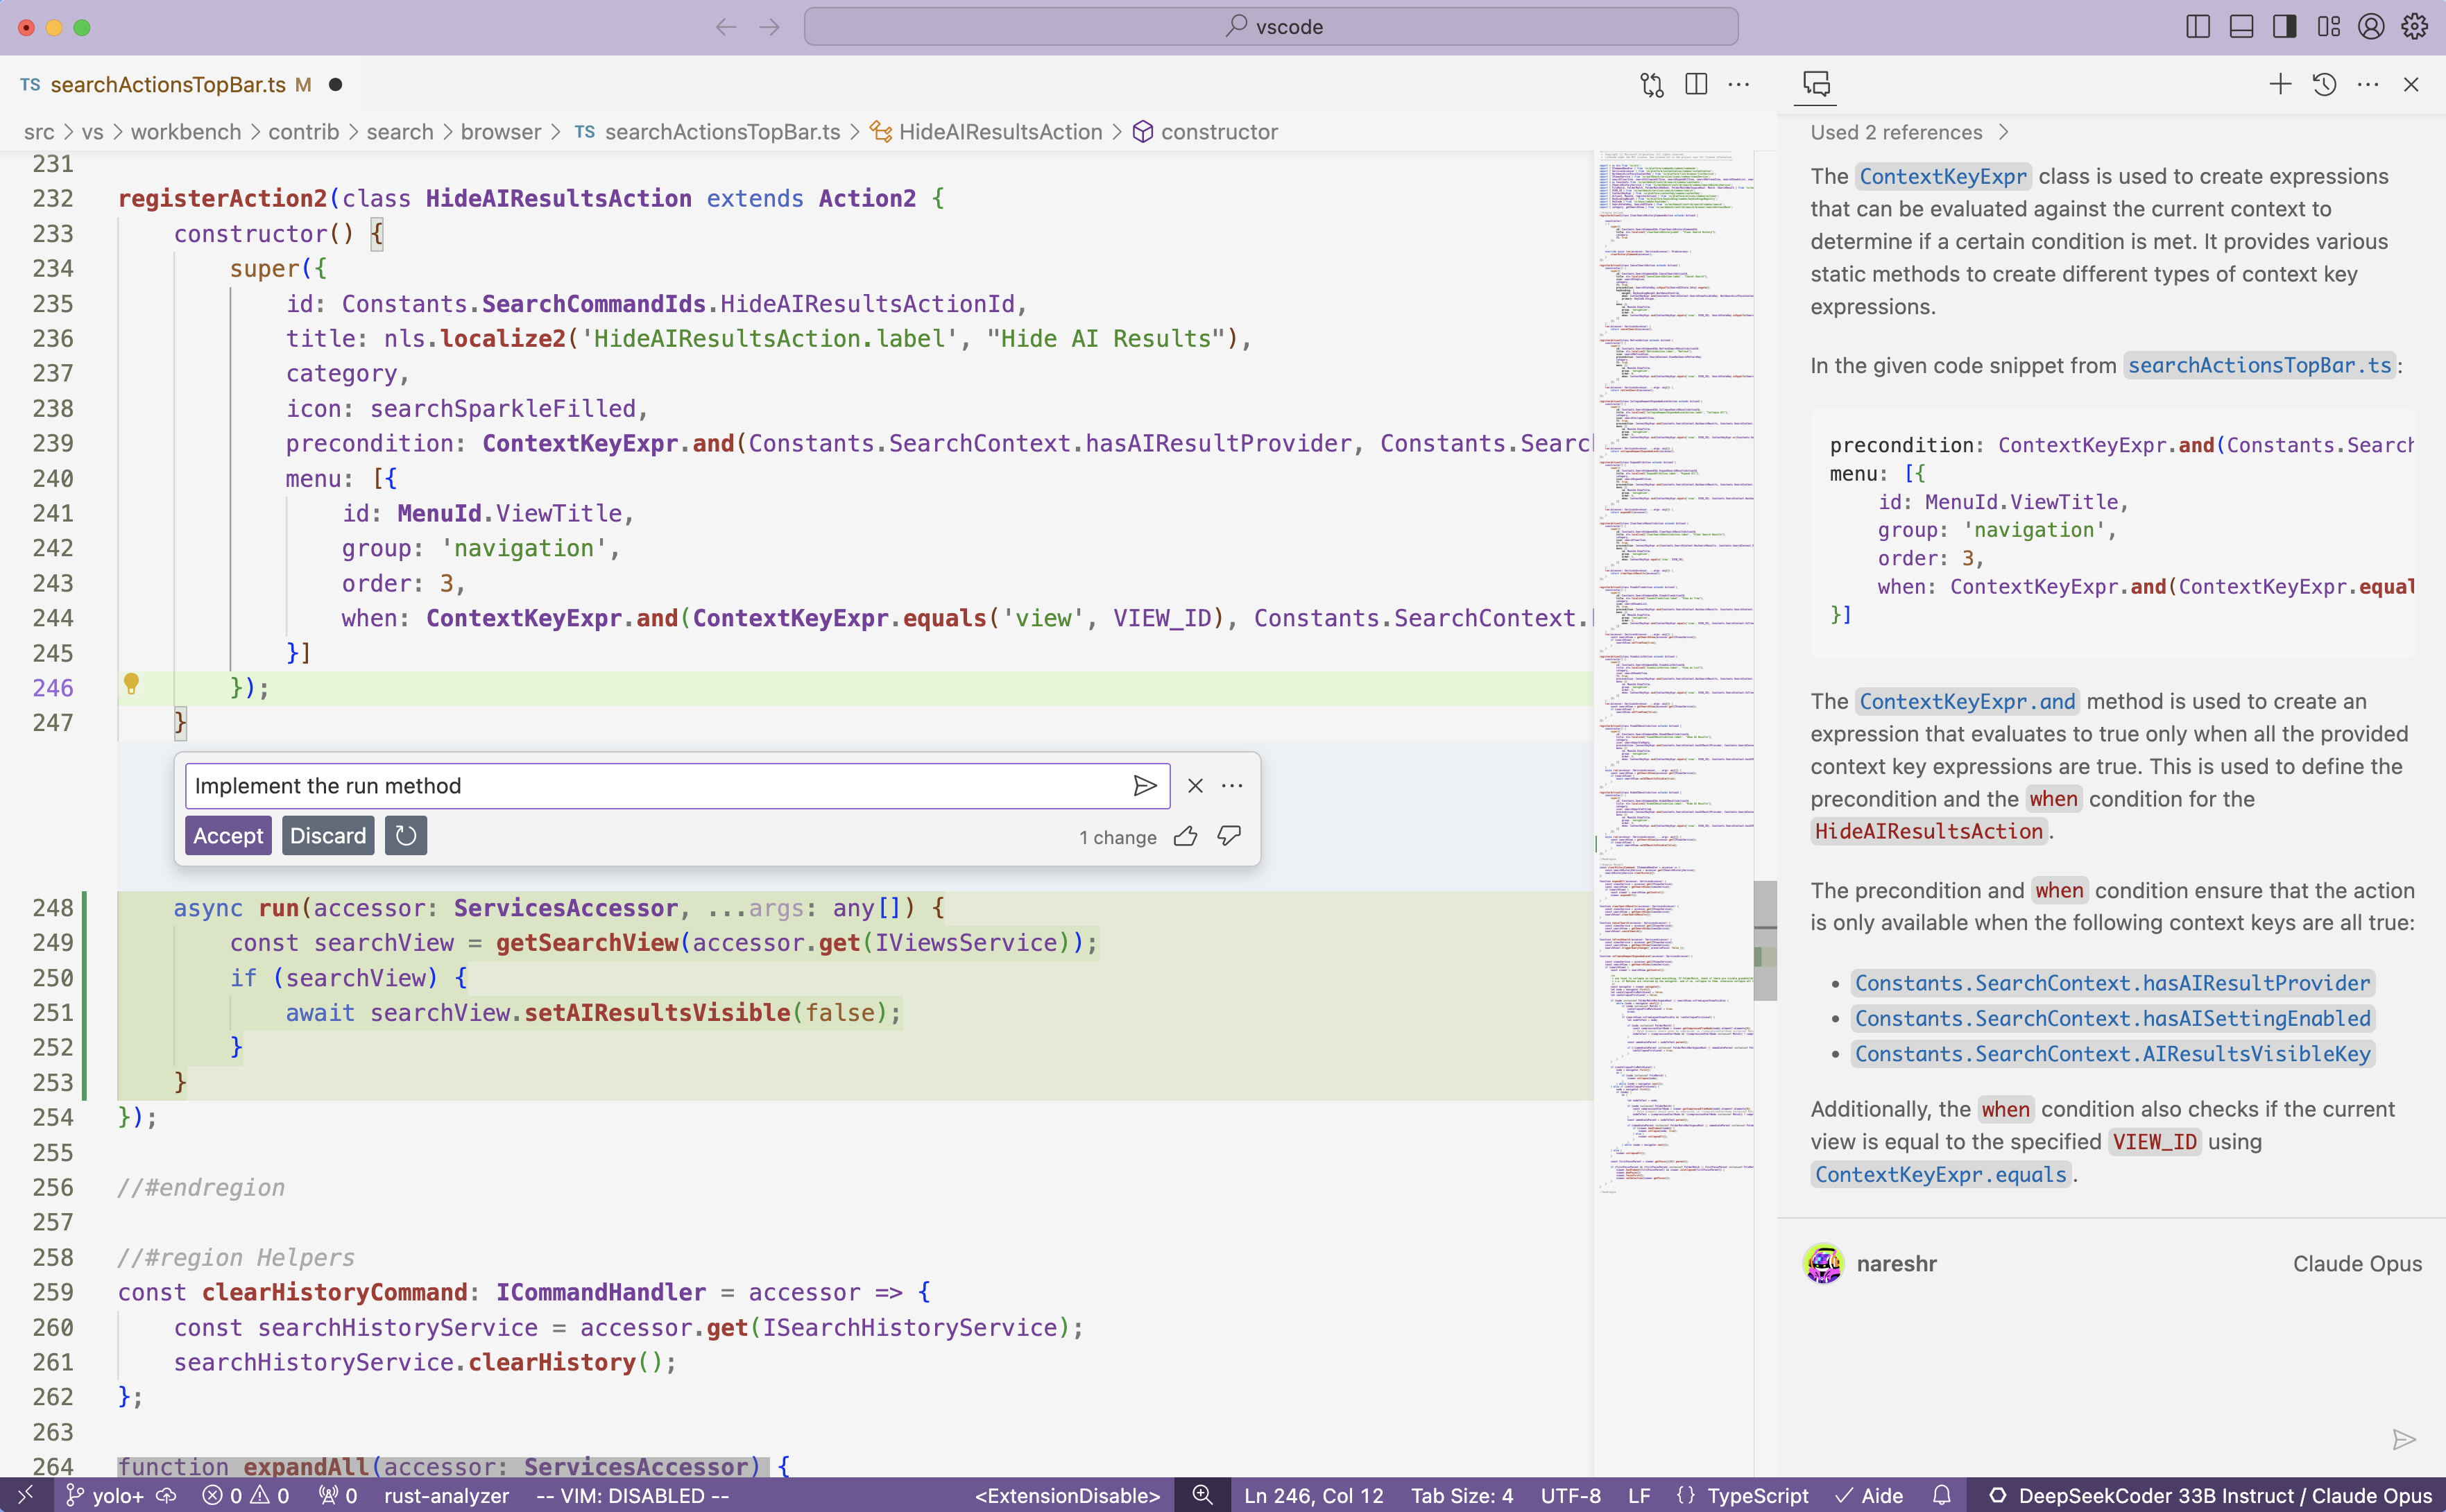 vscode
TS searchActionsTopBar.ts M
src > vs > workbench > contrib > search > browser > TS searchActionsTopBar.ts > HideAIResultsAction > constructor
231
232 registerAction2(class HideAIResultsAction extends Action2 {
233 constructor() {
234 super({
235 id: Constants.SearchCommandIds.HideAIResultsActionId,
236 title: nls.localize2('HideAIResultsAction.label', "Hide AI Results"),
237 category,
238 icon: searchSparkleFilled,
239 precondition: ContextKeyExpr.and(Constants.SearchContext.hasAIResultProvider, Constants.Searc
240 menu: [{
241 id: MenuId.ViewTitle,
242 group: 'navigation',
243 order: 3,
244 when: ContextKeyExpr.and(ContextKeyExpr.equals('view', VIEW_ID), Constants.SearchContext.
245 }]
246 });
247 }
Implement the run method
Accept Discard 1 change
248 async run(accessor: ServicesAccessor, ...args: any[]) {
249 const searchView = getSearchView(accessor.get(IViewsService));
250 if (searchView) {
251 await searchView.setAIResultsVisible(false);
252 }
253 }
254 });
255
256 //#endregion
257
258 //#region Helpers
259 const clearHistoryCommand: ICommandHandler = accessor => {
260 const searchHistoryService = accessor.get(ISearchHistoryService);
261 searchHistoryService.clearHistory();
262 };
263
264 function expandAll(accessor: ServicesAccessor) {
Used 2 references >
The ContextKeyExpr class is used to create expressions
that can be evaluated against the current context to
determine if a certain condition is met. It provides various
static methods to create different types of context key
expressions.
In the given code snippet from searchActionsTopBar.ts:
precondition: ContextKeyExpr.and(Constants.Search
menu: [{
id: MenuId.ViewTitle,
group: 'navigation',
order: 3,
when: ContextKeyExpr.and(ContextKeyExpr.equal
}]
The ContextKeyExpr.and method is used to create an
expression that evaluates to true only when all the provided
context key expressions are true. This is used to define the
precondition and the when condition for the
HideAIResultsAction.
The precondition and when condition ensure that the action
is only available when the following context keys are all true:
• Constants.SearchContext.hasAIResultProvider
• Constants.SearchContext.hasAISettingEnabled
• Constants.SearchContext.AIResultsVisibleKey
Additionally, the when condition also checks if the current
view is equal to the specified VIEW_ID using
ContextKeyExpr.equals.
nareshr Claude Opus
yolo+ 0 0 0 rust-analyzer -- VIM: DISABLED -- <ExtensionDisable> Ln 246, Col 12 Tab Size: 4 UTF-8 LF {} TypeScript Aide DeepSeekCoder 33B Instruct / Claude Opus